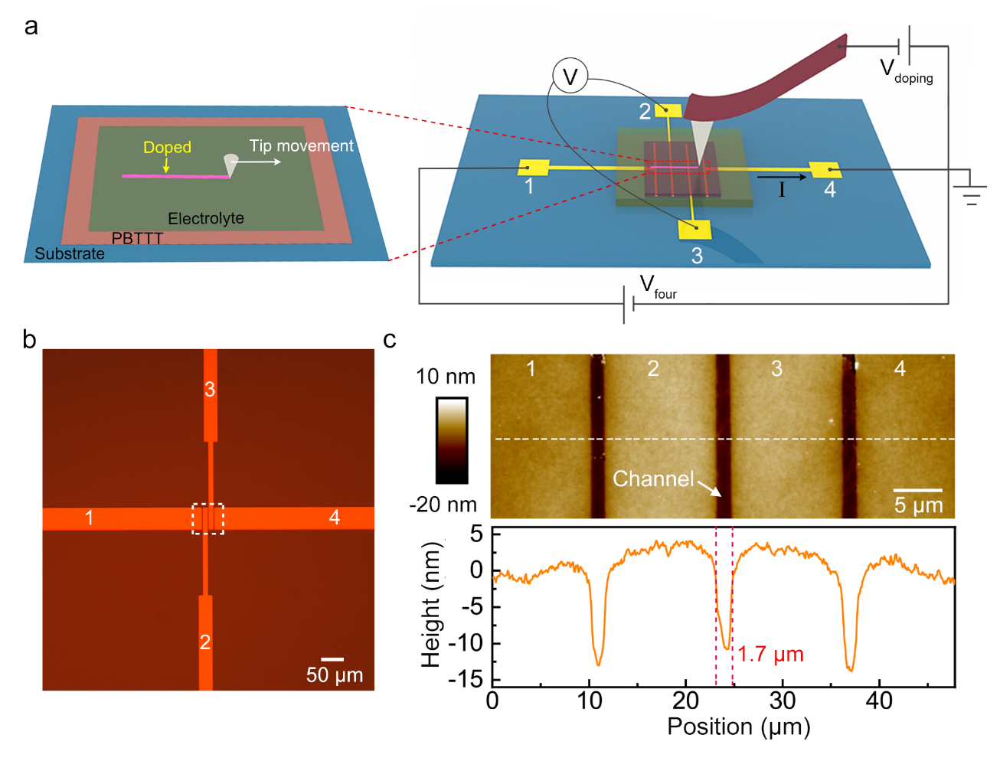 a
Doped
Tip movement
Electrolyte
PBTTT
Substrate
V
V doping
2
1
I
4
3
V four
b
3
1
4
2
50 μm
c
10 nm
-20 nm
1
2
3
4
Channel
5 μm
Height (nm)
5
0
-5
-10
-15
1.7 μm
0
10
20
30
40
Position (μm)